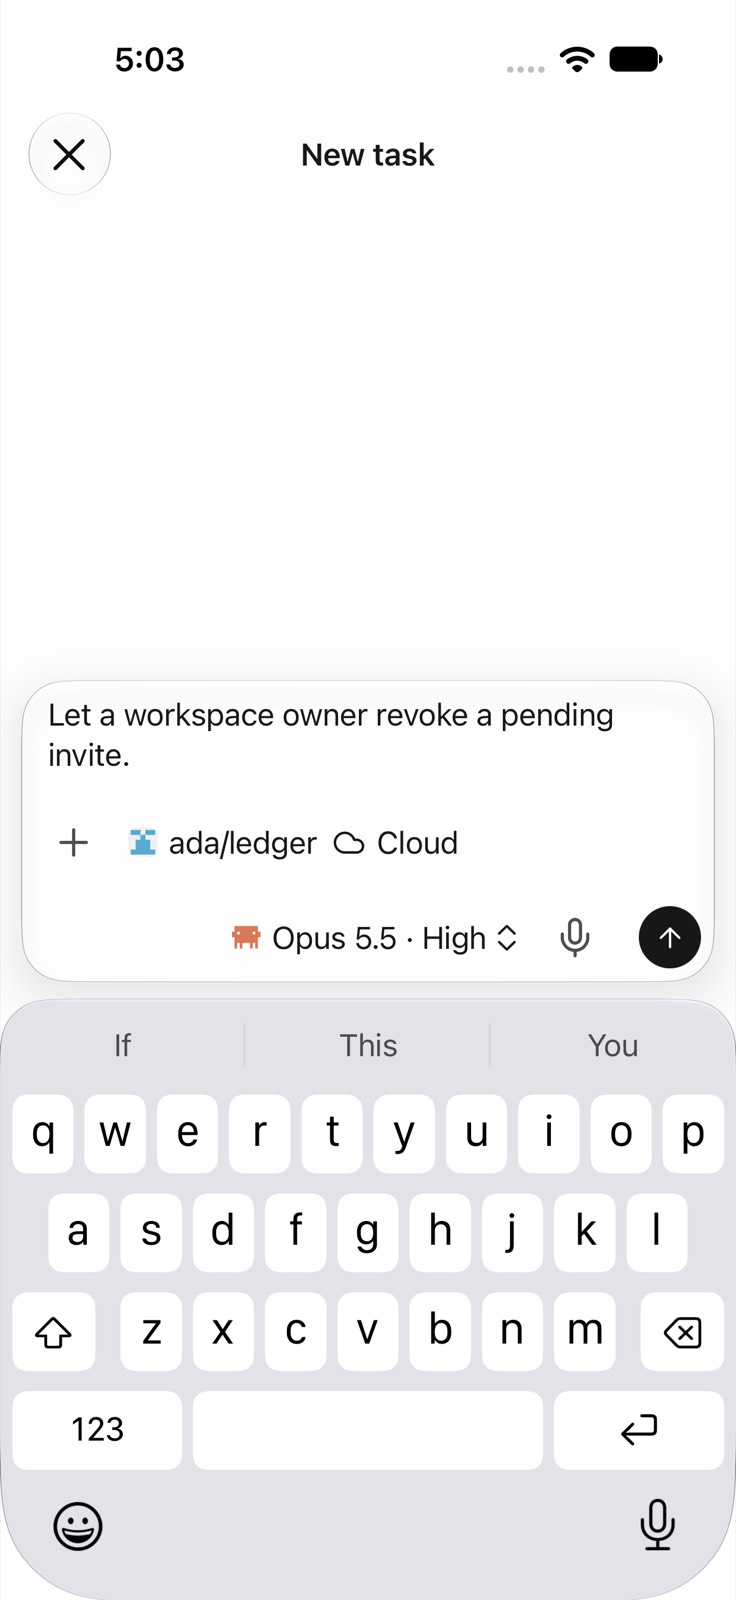 5:03
New task
Let a workspace owner revoke a pending
invite.
ada/ledger Cloud
Opus 5.5 · High
If This You
q w e r t y u i o p
a s d f g h j k l
z x c v b n m
123